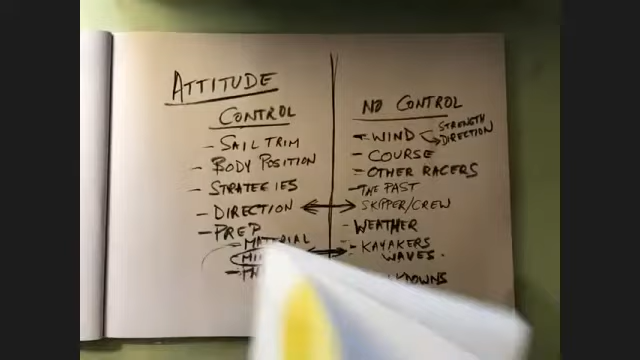 ATTITUDE
CONTROL
- SAIL TRIM
- BODY POSITION
- STRATEGIES
- DIRECTION
- PREP
- MATERIAL
NO CONTROL
- WIND STRENGTH
DIRECTION
- COURSE
- OTHER RACERS
- THE PAST
SKIPPER/CREW
- WEATHER
- KAYAKERS
WAVES.